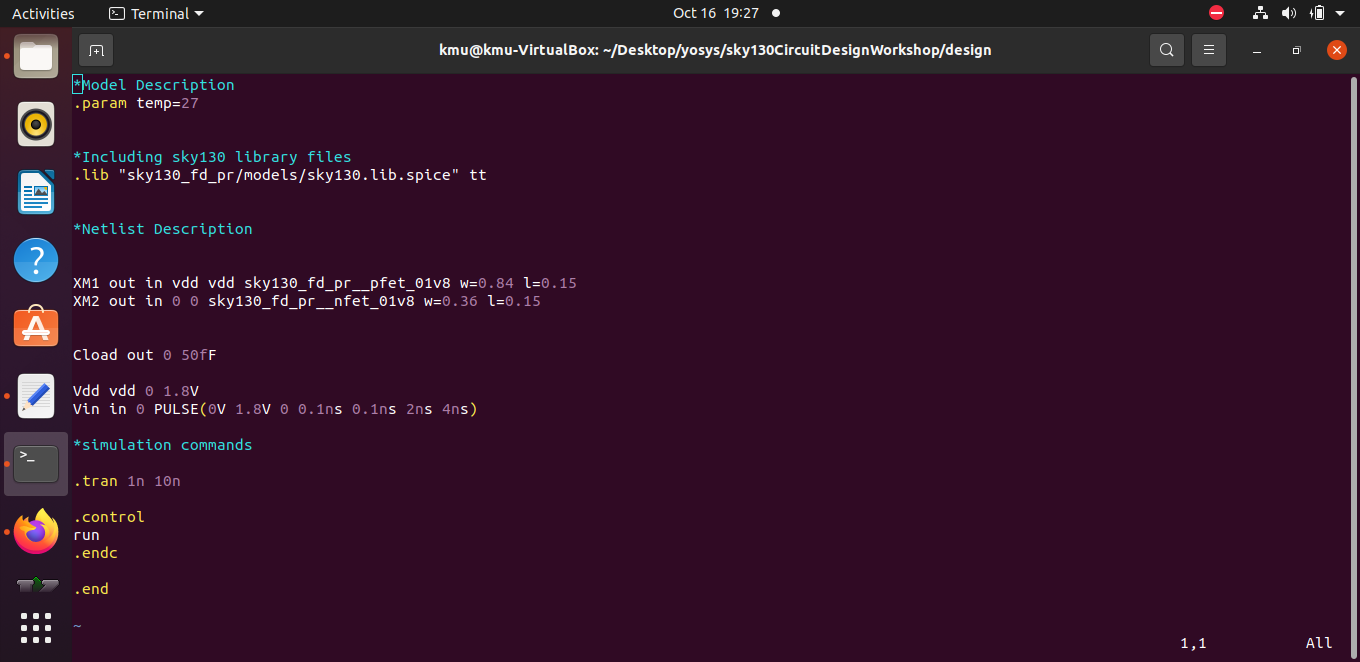 Activities
Terminal
Oct 16 19:27
kmu@kmu-VirtualBox: ~/Desktop/yosys/sky130CircuitDesignWorkshop/design
*Model Description
.param temp=27
*Including sky130 library files
.lib "sky130_fd_pr/models/sky130.lib.spice" tt
*Netlist Description
XM1 out in vdd vdd sky130_fd_pr__pfet_01v8 w=0.84 l=0.15
XM2 out in 0 0 sky130_fd_pr__nfet_01v8 w=0.36 l=0.15
Cload out 0 50fF
Vdd vdd 0 1.8V
Vin in 0 PULSE(0V 1.8V 0 0.1ns 0.1ns 2ns 4ns)
*simulation commands
.tran 1n 10n
.control
run
.endc
.end
~
1,1 All